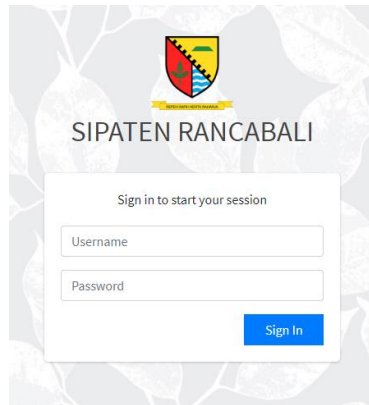 SIPATEN RANCABALI
Sign in to start your session
Username
Password
Sign In